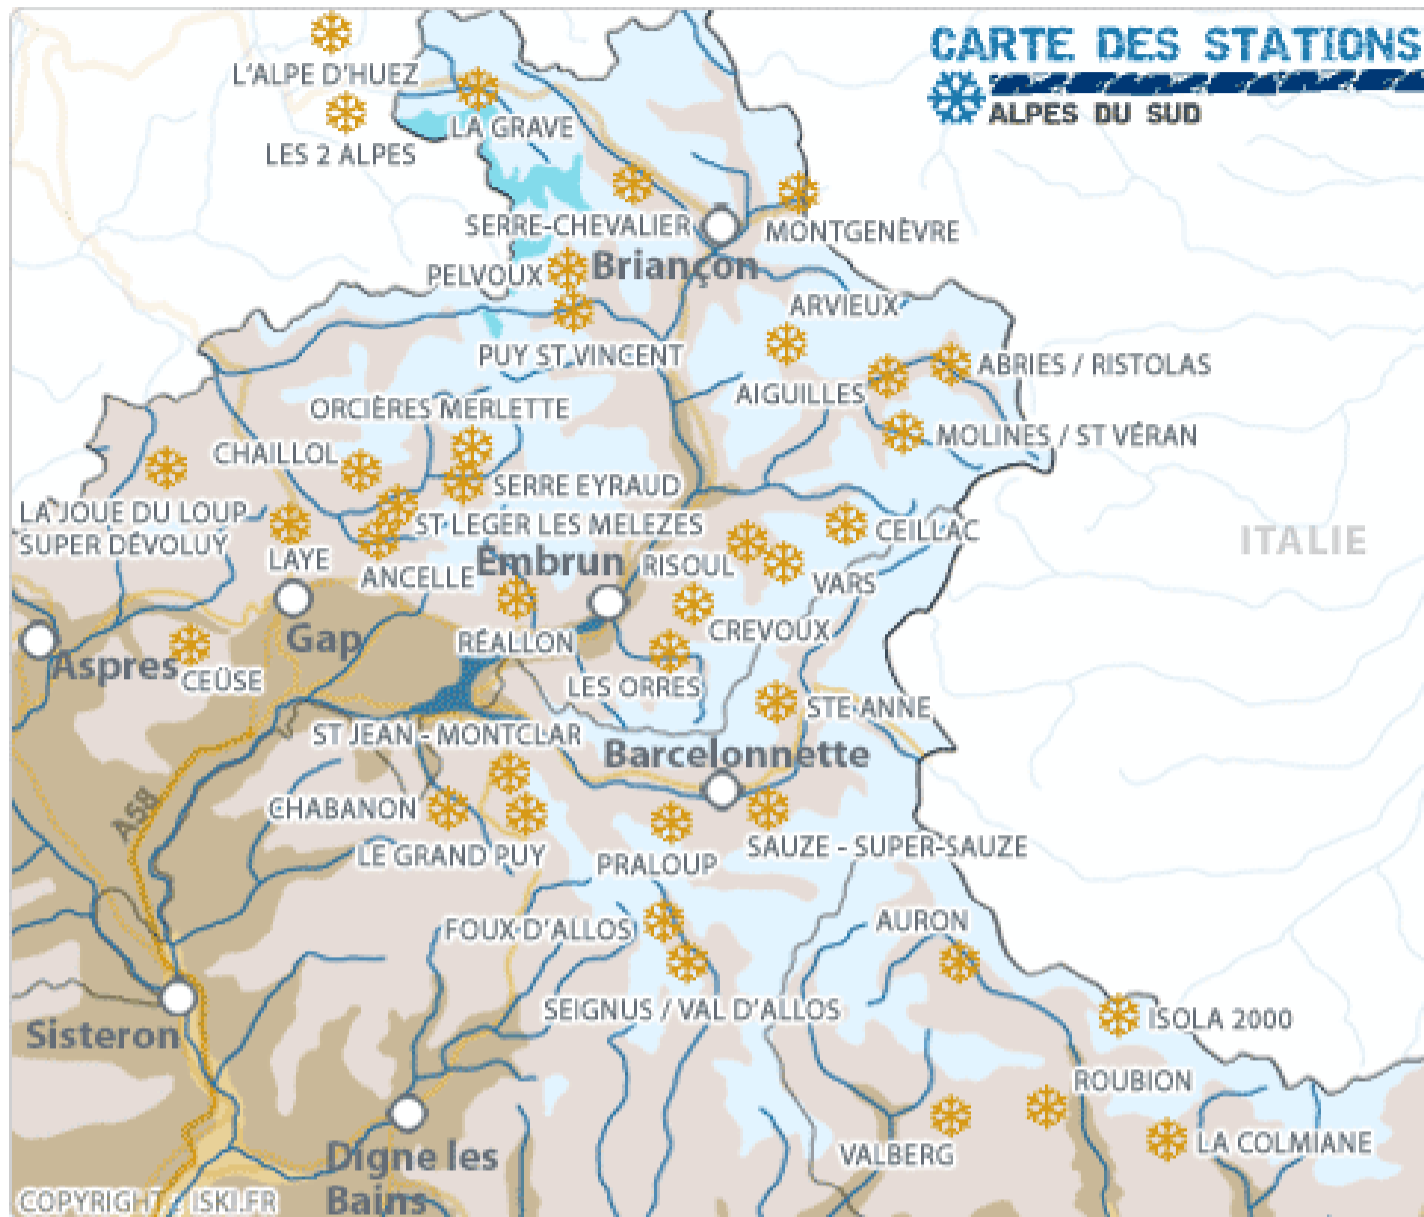 CARTE DES STATIONS
ALPES DU SUD
L'ALPE D'HUEZ
LES 2 ALPES
LA GRAVE
SERRE-CHEVALIER
MONTGENÈVRE
Briançon
PELVOUX
ARVIEUX
PUY ST VINCENT
ABRIES / RISTOLAS
AIGUILLES
ORCIÈRES MERLETTE
MOLINES / ST VÉRAN
CHAILLOL
SERRE EYRAUD
LA JOUE DU LOUP
SUPER DÉVOLUY
ST LEGER LES MELEZES
CEILLAC
ITALIE
LAYE
ANCELLE
Embrun
RISOUL
VARS
Gap
RÉALLON
CREVOUX
Aspres
CEÜSE
LES ORRES
STE ANNE
ST JEAN - MONTCLAR
Barcelonnette
CHABANON
A58
LE GRAND PUY
PRALOUP
SAUZE - SUPER-SAUZE
FOUX D'ALLOS
AURON
SEIGNUS / VAL D'ALLOS
ISOLA 2000
Sisteron
ROUBION
VALBERG
LA COLMIANE
Digne les
Bains
COPYRIGHT : ISKI.FR